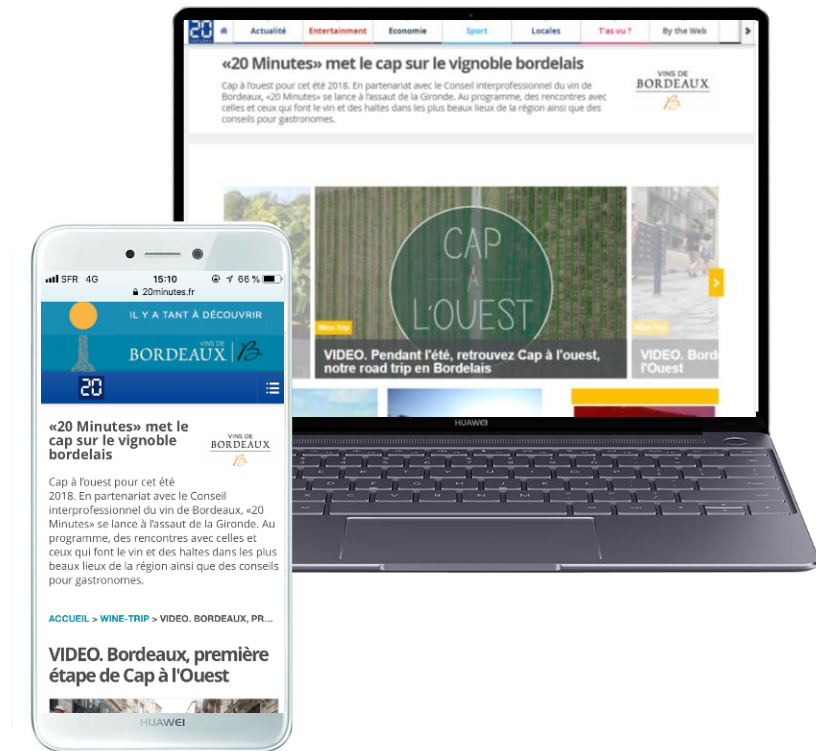 20
Actualité
Entertainment
Economie
Sport
Locales
T'as vu ?
By the Web
«20 Minutes» met le cap sur le vignoble bordelais
Cap à l'ouest pour cet été 2018. En partenariat avec le Conseil interprofessionnel du vin de
Bordeaux, «20 Minutes» se lance à l'assaut de la Gironde. Au programme, des rencontres avec
celles et ceux qui font le vin et des haltes dans les plus beaux lieux de la région ainsi que des
conseils pour gastronomes.
VINS DE
BORDEAUX
B
CAP
À
L'OUEST
Wine-Trip
VIDEO. Pendant l'été, retrouvez Cap à l'ouest,
notre road trip en Bordelais
VIDEO. Bord
l'Ouest
HUAWEI
SFR 4G
15:10
66 %
20minutes.fr
IL Y A TANT À DÉCOUVRIR
VINS DE
BORDEAUX
B
20
«20 Minutes» met le
cap sur le vignoble
bordelais
VINS DE
BORDEAUX
B
Cap à l'ouest pour cet été
2018. En partenariat avec le Conseil
interprofessionnel du vin de Bordeaux, «20
Minutes» se lance à l'assaut de la Gironde. Au
programme, des rencontres avec celles et
ceux qui font le vin et des haltes dans les plus
beaux lieux de la région ainsi que des conseils
pour gastronomes.
ACCUEIL > WINE-TRIP > VIDEO. BORDEAUX, PR...
VIDEO. Bordeaux, première
étape de Cap à l'Ouest
HUAWEI